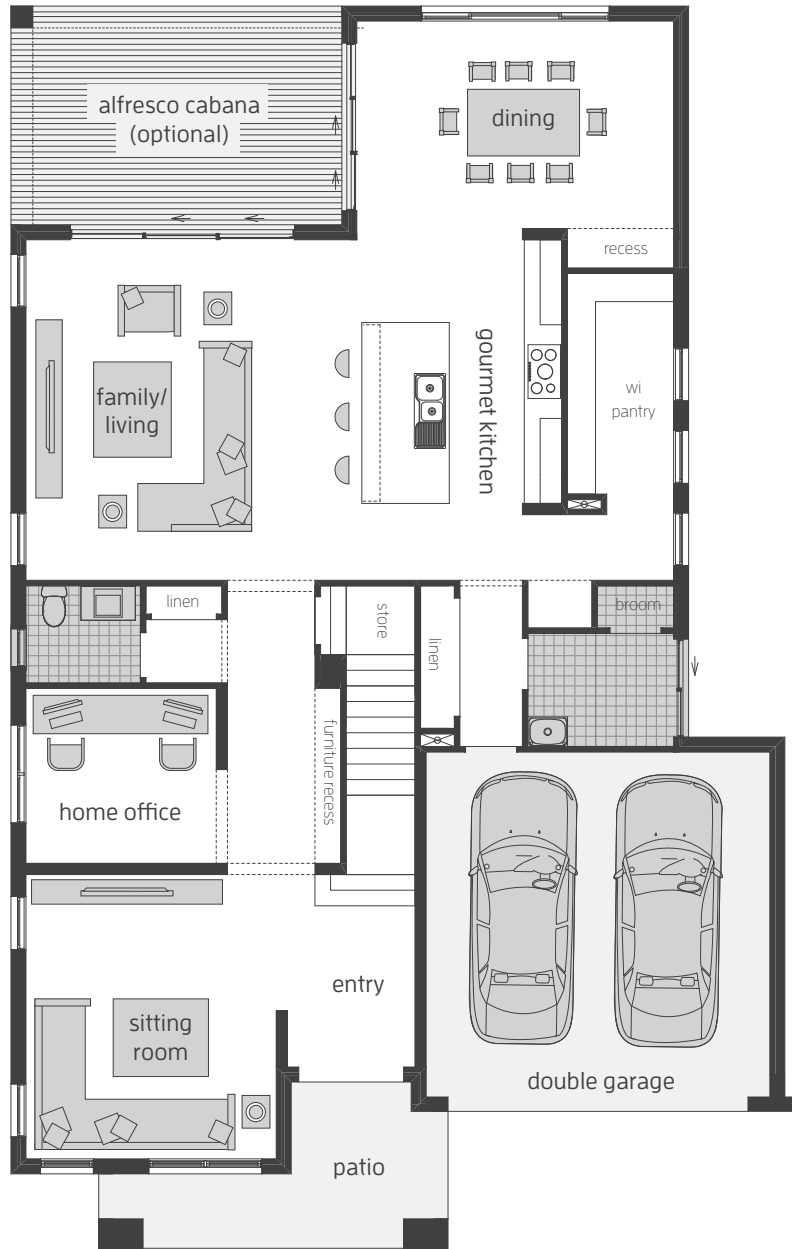 alfresco cabana
(optional)
dining
recess
gourmet kitchen
family/
living
wi
pantry
linen
store
linen
broom
furniture recess
home office
entry
sitting
room
double garage
patio